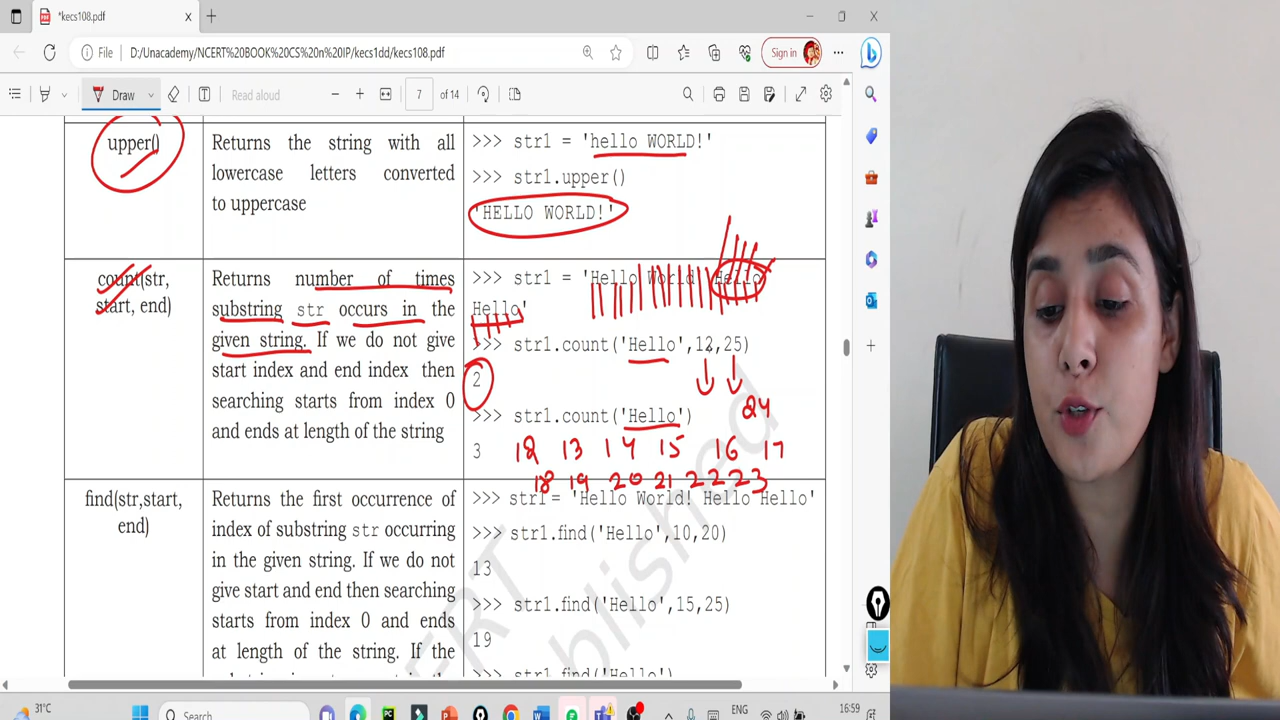 *kecs108.pdf
File
D:/Unacademy/NCERT%20BOOK%20CS%20n%20IP/kecs1dd/kecs108.pdf
Sign in
Draw
Read aloud
7
of 14
upper()
Returns the string with all
lowercase letters converted
to uppercase
>>> str1 = 'hello WORLD!'
>>> str1.upper()
'HELLO WORLD!'
count(str,
start, end)
Returns number of times
substring str occurs in the
given string. If we do not give
start index and end index then
searching starts from index 0
and ends at length of the string
>>> str1 = 'Hello World! Hello
Hello'
>>> str1.count('Hello',12,25)
2
24
>>> str1.count('Hello')
3
12 13 14 15 16 17
18 19 20 21 22 23
find(str,start,
end)
Returns the first occurrence of
index of substring str occurring
in the given string. If we do not
give start and end then searching
starts from index 0 and ends
at length of the string. If the
>>> str1 = 'Hello World! Hello Hello'
>>> str1.find('Hello',10,20)
13
>>> str1.find('Hello',15,25)
19
>>> str1.find('Hello')
blished
31°C
Search
ENG
16:59